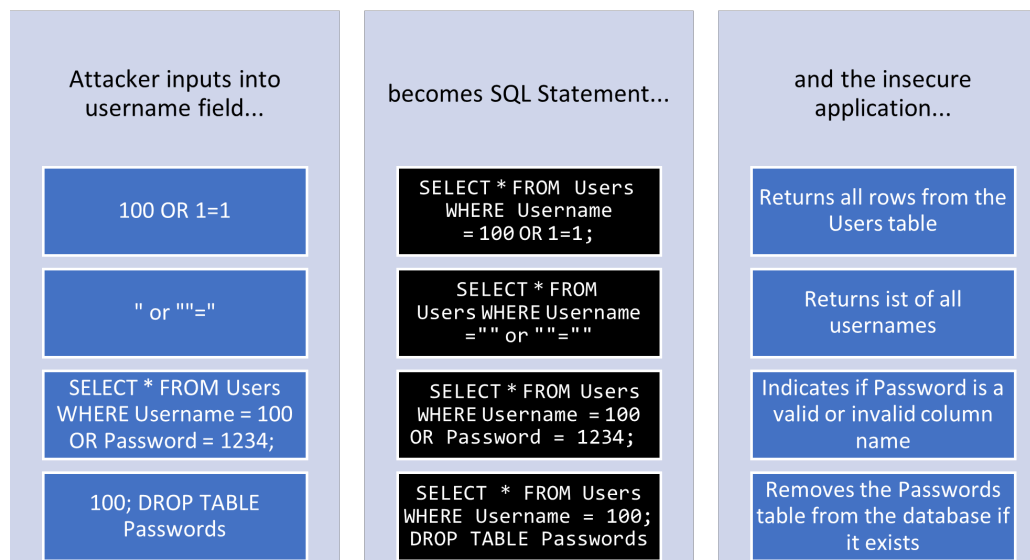 Attacker inputs into
username field...
becomes SQL Statement...
and the insecure
application...
100 OR 1=1
SELECT * FROM Users
WHERE Username
= 100 OR 1=1;
Returns all rows from the
Users table
" or ""="
SELECT * FROM
Users WHERE Username
="" or ""=""
Returns ist of all
usernames
SELECT * FROM Users
WHERE Username = 100
OR Password = 1234;
SELECT * FROM Users
WHERE Username = 100
OR Password = 1234;
Indicates if Password is a
valid or invalid column
name
100; DROP TABLE
Passwords
SELECT * FROM Users
WHERE Username = 100;
DROP TABLE Passwords
Removes the Passwords
table from the database if
it exists